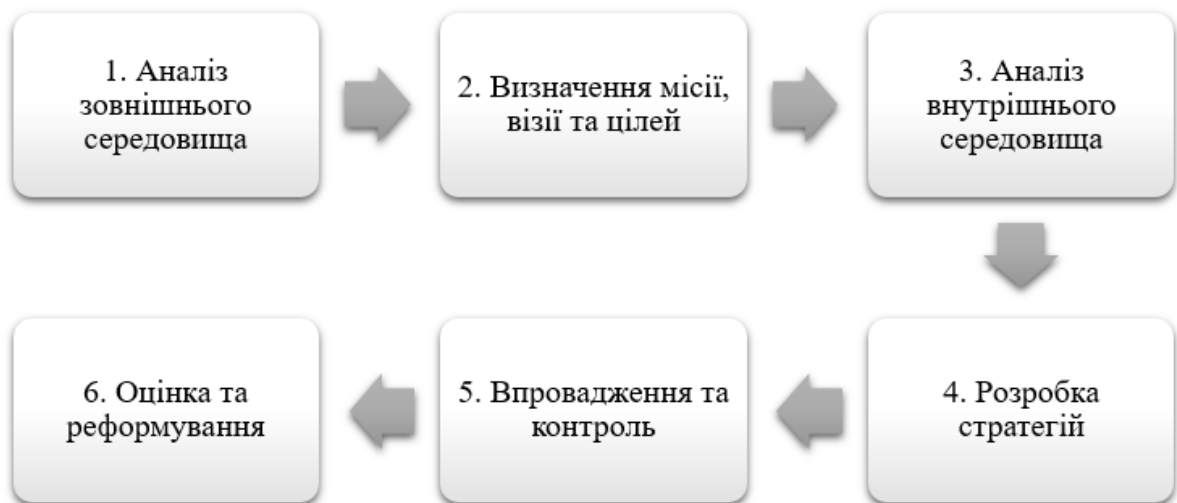 1. Аналіз
зовнішнього
середовища
2. Визначення місії,
візії та цілей
3. Аналіз
внутрішнього
середовища
4. Розробка
стратегій
5. Впровадження та
контроль
6. Оцінка та
реформування